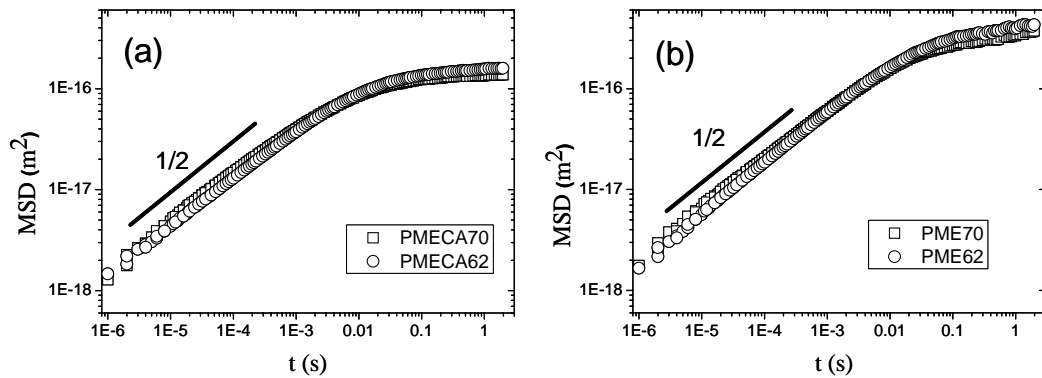 (a)
MSD (m²)
1E-16
1E-17
1E-18
1/2
PMECA70
PMECA62
1E-6 1E-5 1E-4 1E-3 0.01 0.1 1
t (s)
(b)
MSD (m²)
1E-16
1E-17
1E-18
1/2
PME70
PME62
1E-6 1E-5 1E-4 1E-3 0.01 0.1 1
t (s)